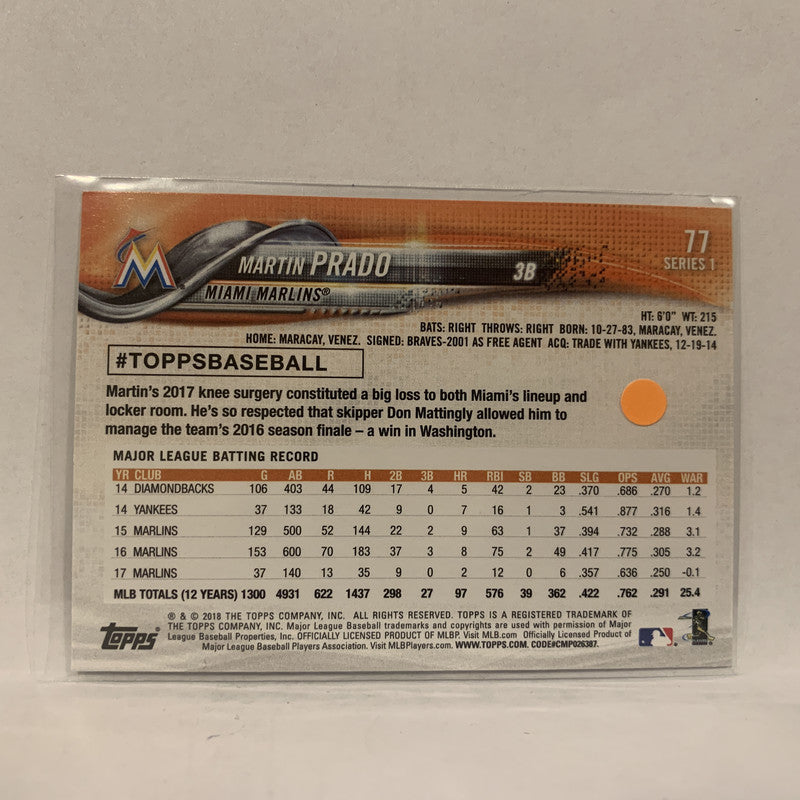 77
SERIES 1
MARTIN PRADO
3B
MIAMI MARLINS®
HT: 6'0" WT: 215
BATS: RIGHT THROWS: RIGHT BORN: 10-27-83, MARACAY, VENEZ.
HOME: MARACAY, VENEZ. SIGNED: BRAVES-2001 AS FREE AGENT ACQ: TRADE WITH YANKEES, 12-19-14
#TOPPSBASEBALL
Martin's 2017 knee surgery constituted a big loss to both Miami's lineup and
locker room. He's so respected that skipper Don Mattingly allowed him to
manage the team's 2016 season finale – a win in Washington.
MAJOR LEAGUE BATTING RECORD
YR CLUB G AB R H 2B 3B HR RBI SB BB SLG OPS AVG WAR
14 DIAMONDBACKS 106 403 44 109 17 4 5 42 2 23 .370 .686 .270 1.2
14 YANKEES 37 133 18 42 9 0 7 16 1 3 .541 .877 .316 1.4
15 MARLINS 129 500 52 144 22 2 9 63 1 37 .394 .732 .288 3.1
16 MARLINS 153 600 70 183 37 3 8 75 2 49 .417 .775 .305 3.2
17 MARLINS 37 140 13 35 9 0 2 12 0 6 .357 .636 .250 -0.1
MLB TOTALS (12 YEARS) 1300 4931 622 1437 298 27 97 576 39 362 .422 .762 .291 25.4
® & © 2018 THE TOPPS COMPANY, INC. ALL RIGHTS RESERVED. TOPPS IS A REGISTERED TRADEMARK OF
THE TOPPS COMPANY, INC. Major League Baseball trademarks and copyrights are used with permission of Major
League Baseball Properties, Inc. OFFICIALLY LICENSED PRODUCT OF MLBP. Visit MLB.com Officially Licensed Product of
Major League Baseball Players Association. Visit MLBPlayers.com. WWW.TOPPS.COM. CODE#CMP026387.
Topps